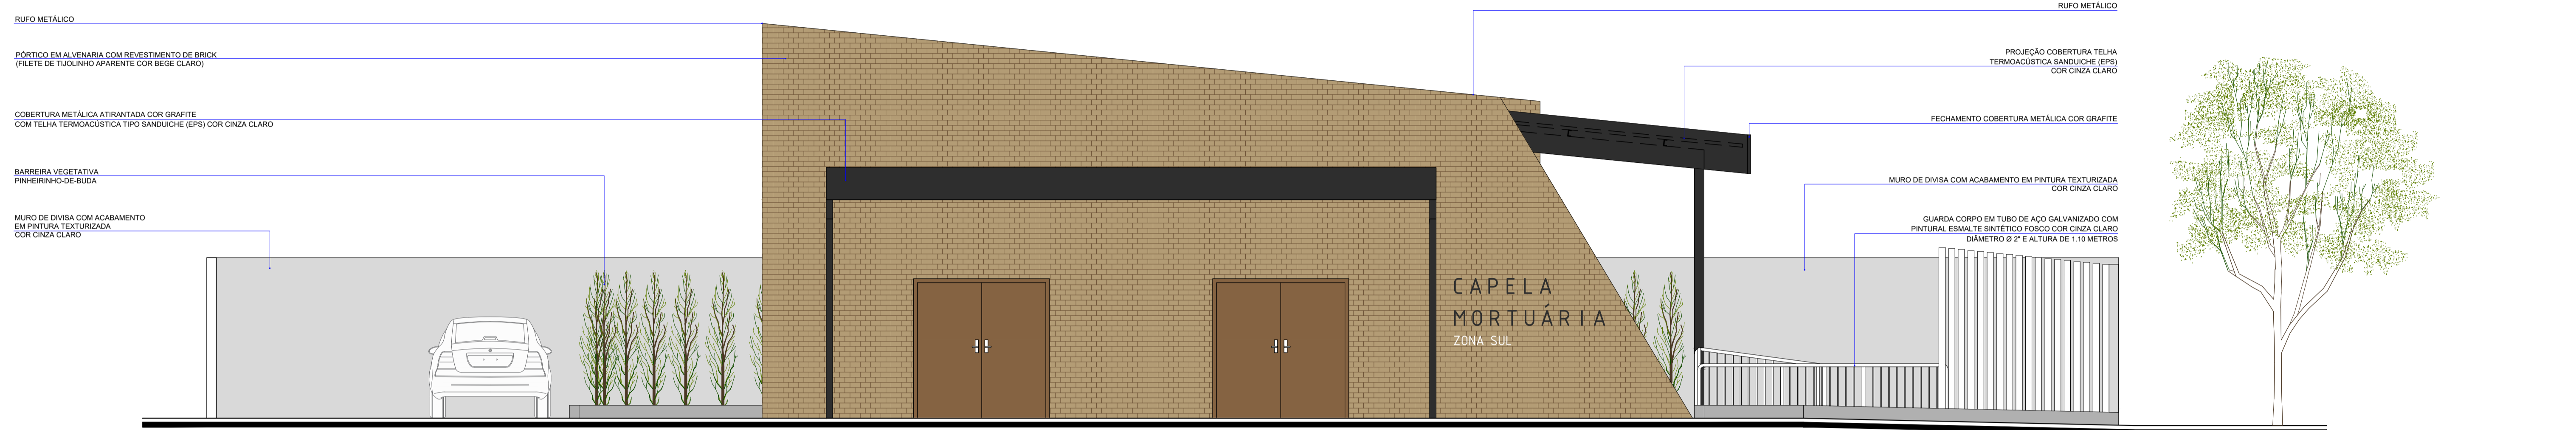 RUFO METÁLICO
PÓRTICO EM ALVENARIA COM REVESTIMENTO DE BRICK
(FILETE DE TIJOLINHO APARENTE COR BEGE CLARO)
COBERTURA METÁLICA ATIRANTADA COR GRAFITE
COM TELHA TERMOACÚSTICA TIPO SANDUICHE (EPS) COR CINZA CLARO
BARREIRA VEGETATIVA
PINHEIRINHO-DE-BUDA
MURO DE DIVISA COM ACABAMENTO
EM PINTURA TEXTURIZADA
COR CINZA CLARO
CAPELA
MORTUÁRIA
ZONA SUL
RUFO METÁLICO
PROJEÇÃO COBERTURA TELHA
TERMOACÚSTICA SANDUICHE (EPS)
COR CINZA CLARO
FECHAMENTO COBERTURA METÁLICA COR GRAFITE
MURO DE DIVISA COM ACABAMENTO EM PINTURA TEXTURIZADA
COR CINZA CLARO
GUARDA CORPO EM TUBO DE AÇO GALVANIZADO COM
PINTURAL ESMALTE SINTÉTICO FOSCO COR CINZA CLARO
DIÂMETRO Ø 2" E ALTURA DE 1.10 METROS